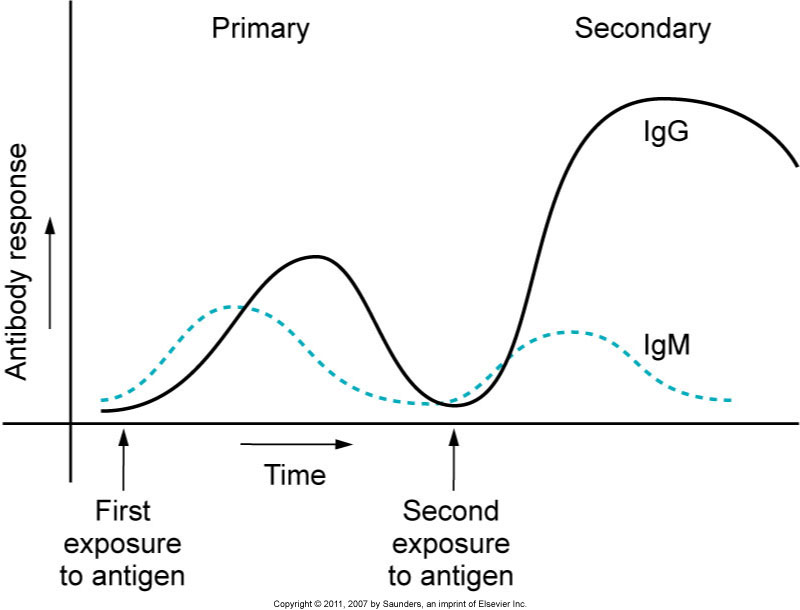 Primary
Secondary
IgG
IgM
Antibody response
Time
First
exposure
to antigen
Second
exposure
to antigen
Copyright © 2011, 2007 by Saunders, an imprint of Elsevier Inc.